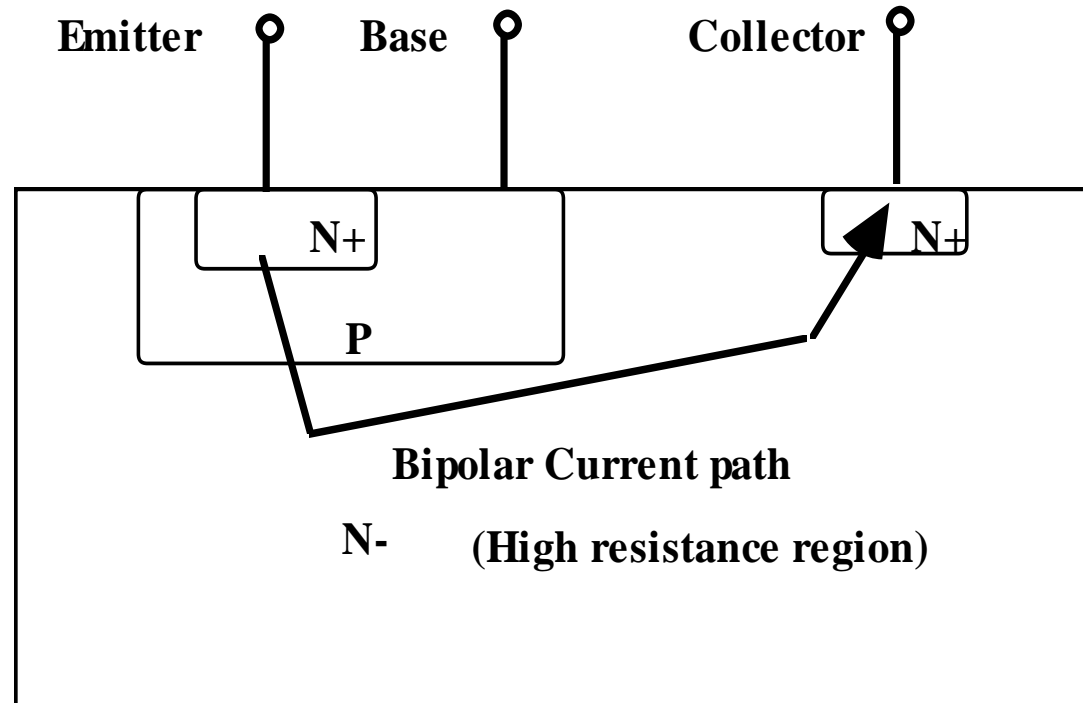 Emitter
Base
Collector
N+
N+
P
Bipolar Current path
N-
(High resistance region)